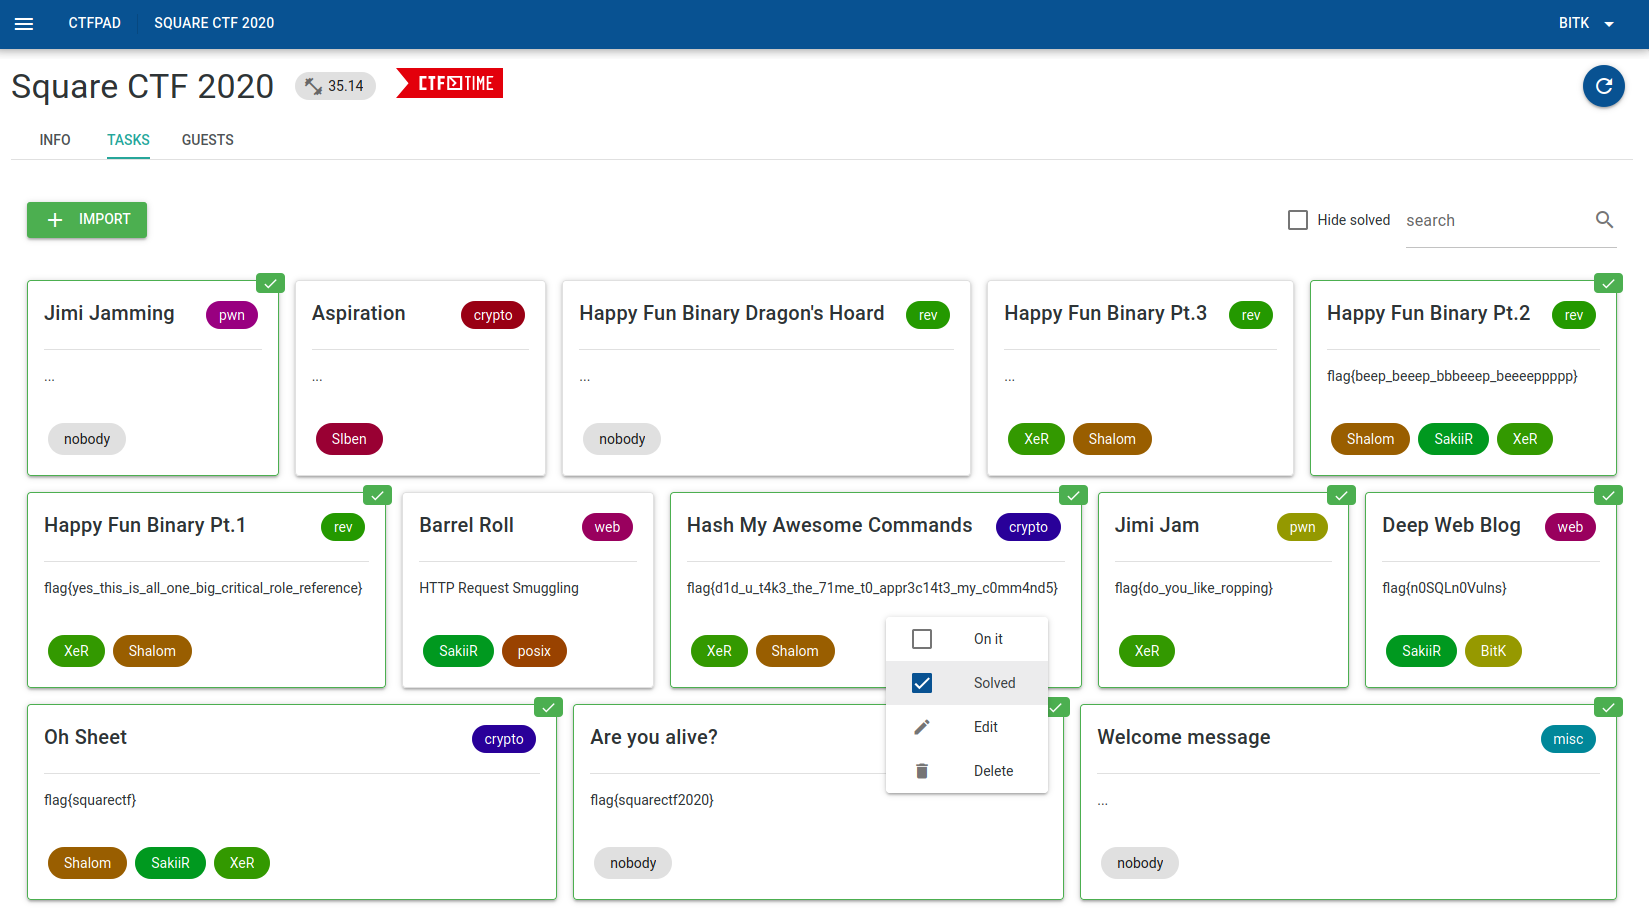 CTFPAD SQUARE CTF 2020 BITK
Square CTF 2020 35.14 CTF TIME
INFO TASKS GUESTS
IMPORT Hide solved search
Jimi Jamming pwn
...
nobody
Aspiration crypto
...
Slben
Happy Fun Binary Dragon's Hoard rev
...
nobody
Happy Fun Binary Pt.3 rev
...
XeR Shalom
Happy Fun Binary Pt.2 rev
flag{beep_beeep_bbbeeep_beeeeppppp}
Shalom SakiiR XeR
Happy Fun Binary Pt.1 rev
flag{yes_this_is_all_one_big_critical_role_reference}
XeR Shalom
Barrel Roll web
HTTP Request Smuggling
SakiiR posix
Hash My Awesome Commands crypto
flag{d1d_u_t4k3_the_71me_t0_appr3c14t3_my_c0mm4nd5}
XeR Shalom
On it
Solved
Edit
Delete
Jimi Jam pwn
flag{do_you_like_ropping}
XeR
Deep Web Blog web
flag{n0SQLn0Vulns}
SakiiR BitK
Oh Sheet crypto
flag{squarectf}
Shalom SakiiR XeR
Are you alive?
flag{squarectf2020}
nobody
Welcome message misc
...
nobody